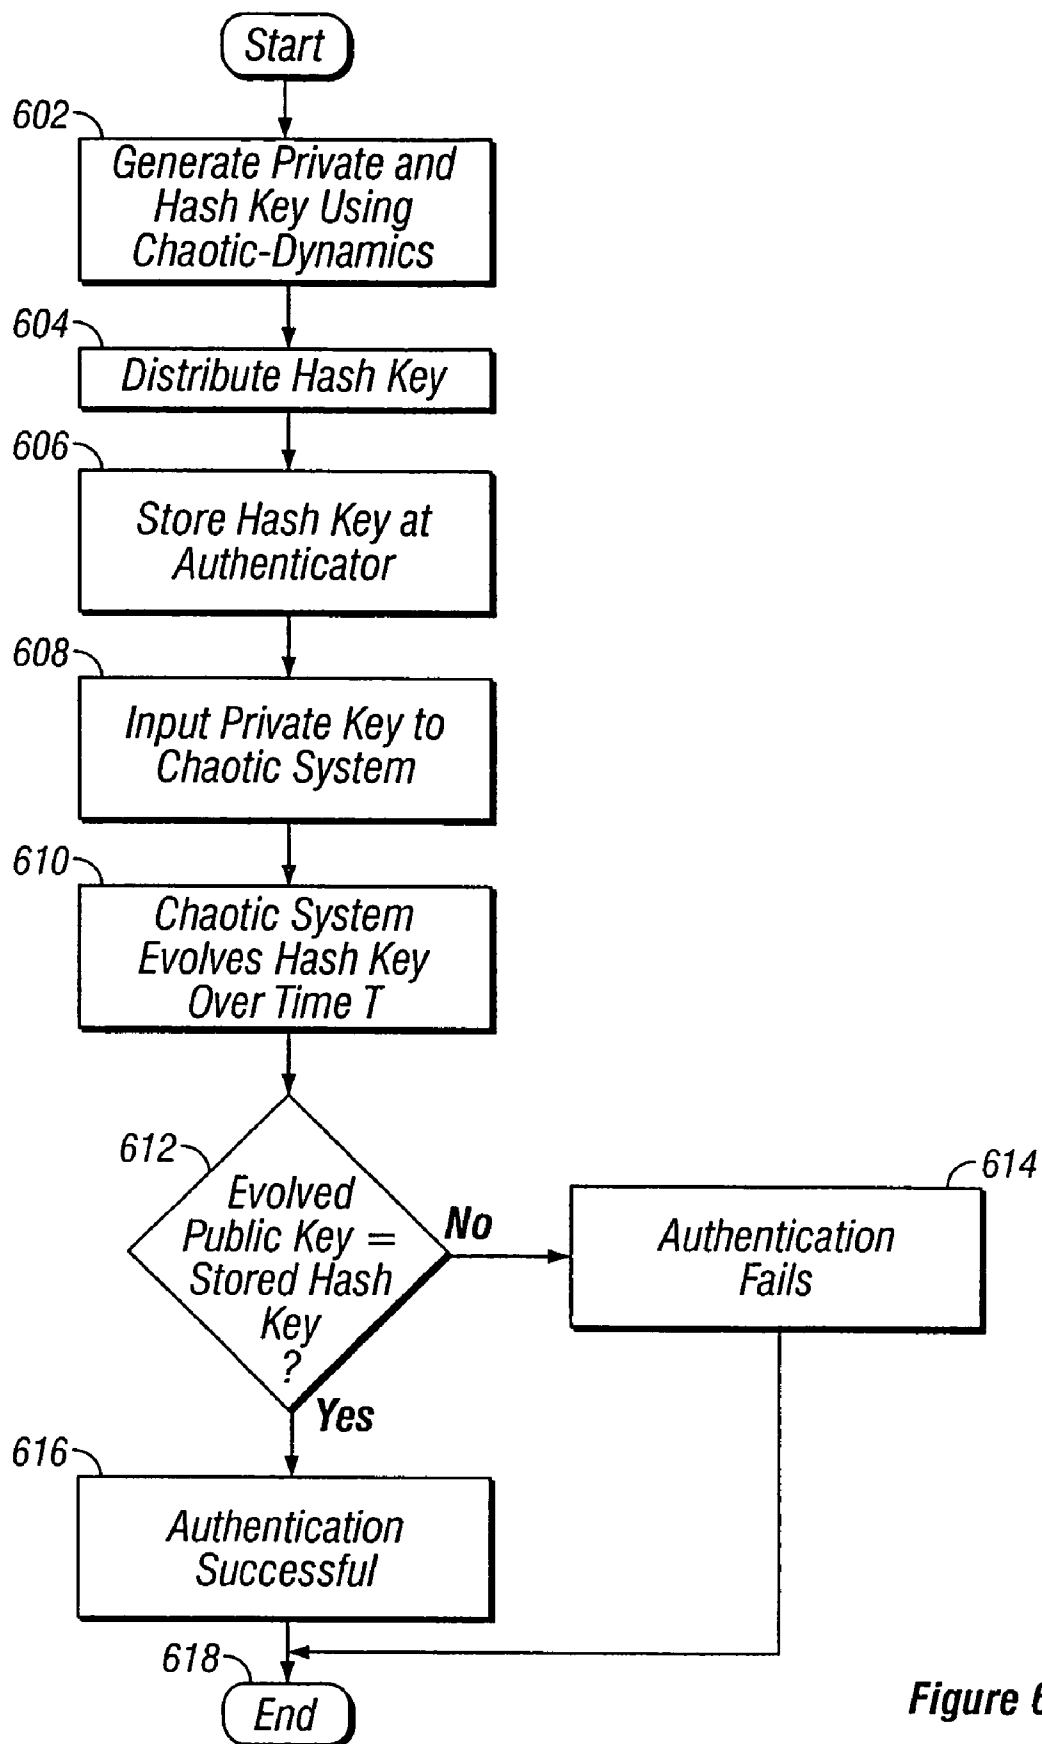 Start
602
Generate Private and
Hash Key Using
Chaotic-Dynamics
604
Distribute Hash Key
606
Store Hash Key at
Authenticator
608
Input Private Key to
Chaotic System
610
Chaotic System
Evolves Hash Key
Over Time T
612
Evolved
Public Key =
Stored Hash
Key
?
No
614
Authentication
Fails
Yes
616
Authentication
Successful
618
End
Figure 6